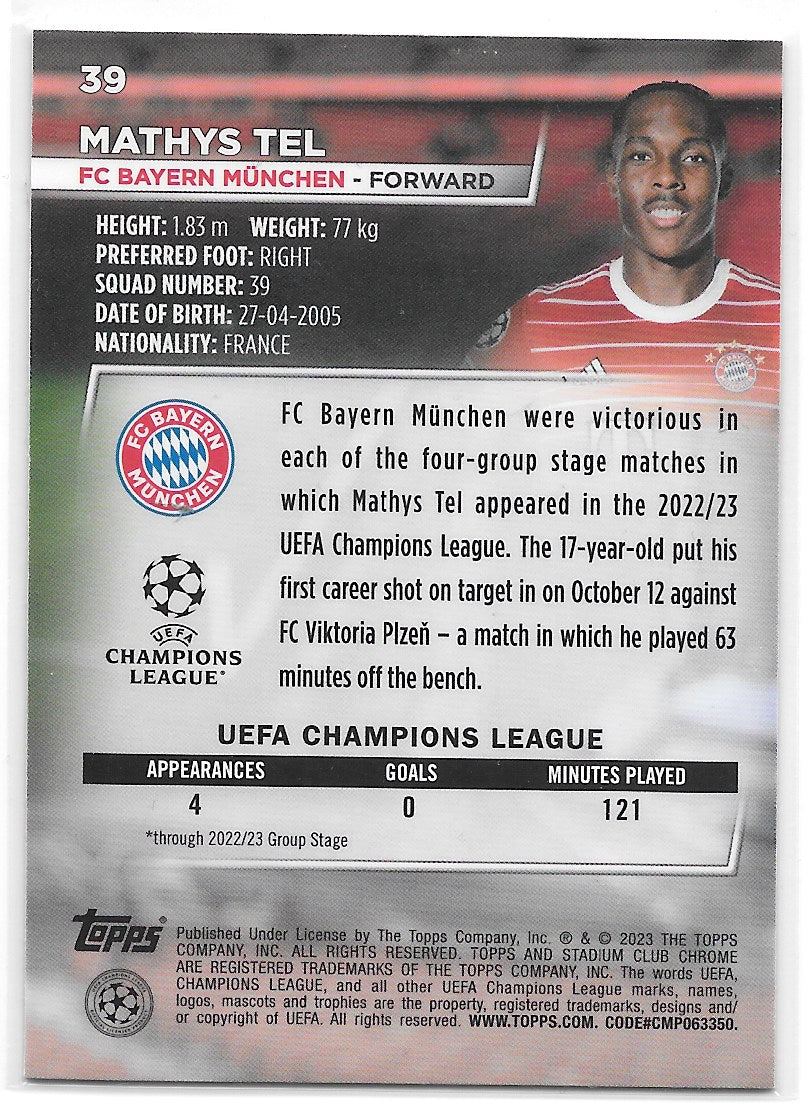 39
MATHYS TEL
FC BAYERN MÜNCHEN - FORWARD
HEIGHT: 1.83 m WEIGHT: 77 kg
PREFERRED FOOT: RIGHT
SQUAD NUMBER: 39
DATE OF BIRTH: 27-04-2005
NATIONALITY: FRANCE
FC BAYERN
MÜNCHEN
FC Bayern München were victorious in
each of the four-group stage matches in
which Mathys Tel appeared in the 2022/23
UEFA Champions League. The 17-year-old put his
first career shot on target in on October 12 against
FC Viktoria Plzeň – a match in which he played 63
minutes off the bench.
UEFA
CHAMPIONS
LEAGUE®
UEFA CHAMPIONS LEAGUE
APPEARANCES GOALS MINUTES PLAYED
4 0 121
*through 2022/23 Group Stage
Topps®
Published Under License by The Topps Company, Inc. ® & © 2023 THE TOPPS
COMPANY, INC. ALL RIGHTS RESERVED. TOPPS AND STADIUM CLUB CHROME
ARE REGISTERED TRADEMARKS OF THE TOPPS COMPANY, INC. The words UEFA,
CHAMPIONS LEAGUE, and all other UEFA Champions League marks, names,
logos, mascots and trophies are the property, registered trademarks, designs and/
or copyright of UEFA. All rights reserved. WWW.TOPPS.COM. CODE#CMP063350.